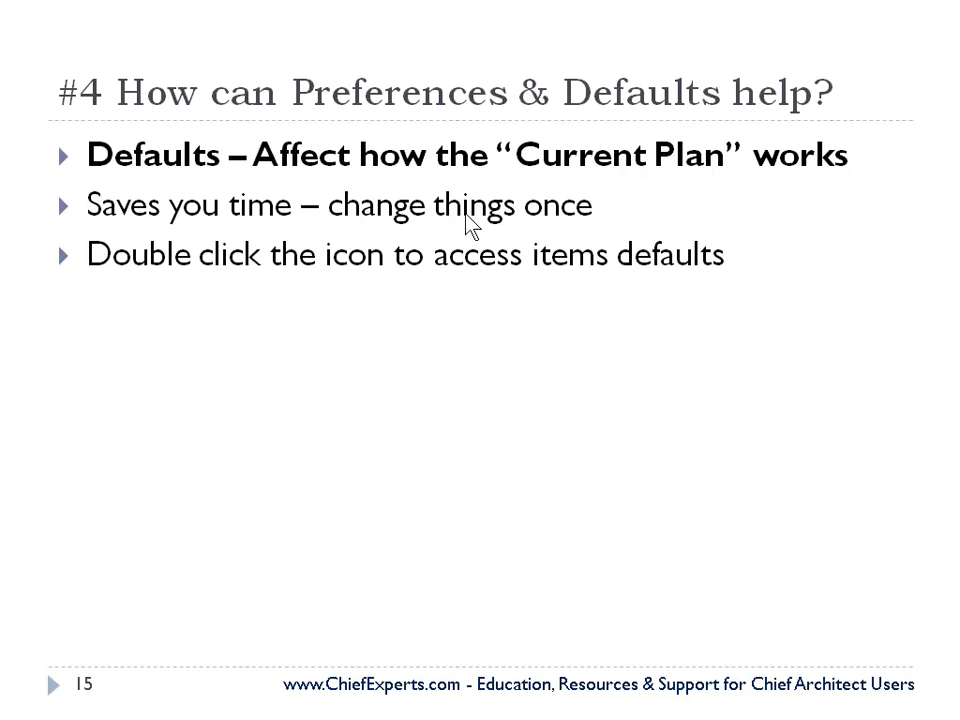 #4 How can Preferences & Defaults help?
Defaults – Affect how the “Current Plan” works
Saves you time – change things once
Double click the icon to access items defaults
15
www.ChiefExperts.com - Education, Resources & Support for Chief Architect Users